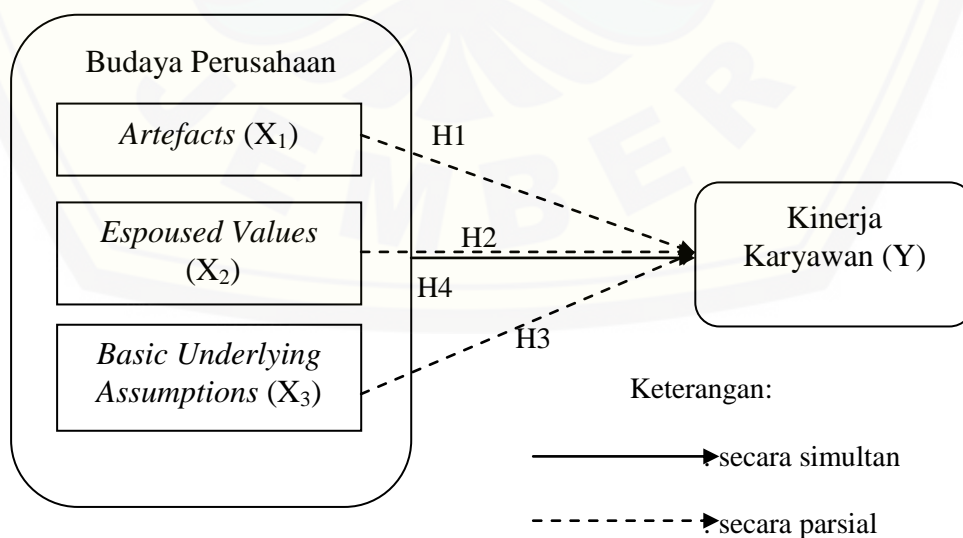 Budaya Perusahaan
Artefacts (X₁)
H1
Espoused Values
(X₂)
H2
H4
Kinerja
Karyawan (Y)
Basic Underlying
Assumptions (X₃)
H3
Keterangan:
: secara simultan
: secara parsial
JEMBER